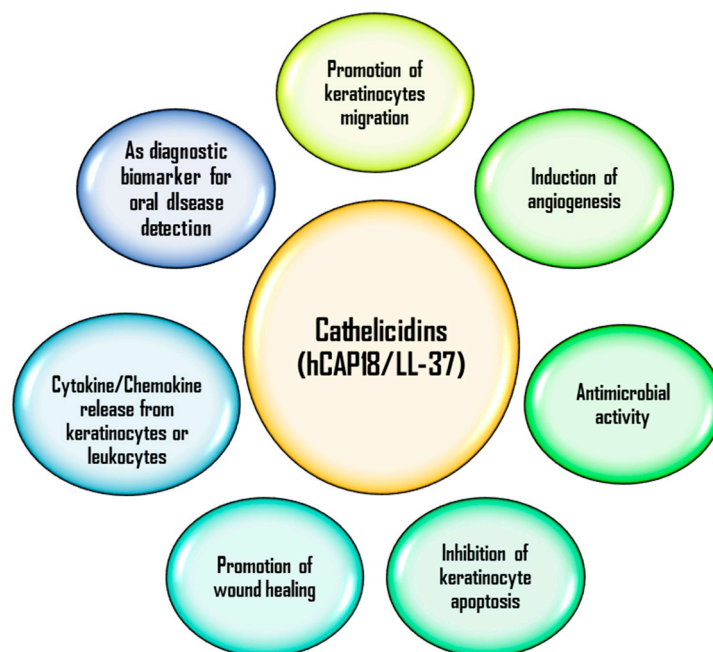 Promotion of
keratinocytes
migration
As diagnostic
biomarker for
oral dIsease
detection
Induction of
angiogenesis
Cathelicidins
(hCAP18/LL-37)
Cytokine/Chemokine
release from
keratinocytes or
leukocytes
Antimicrobial
activity
Promotion of
wound healing
Inhibition of
keratinocyte
apoptosis